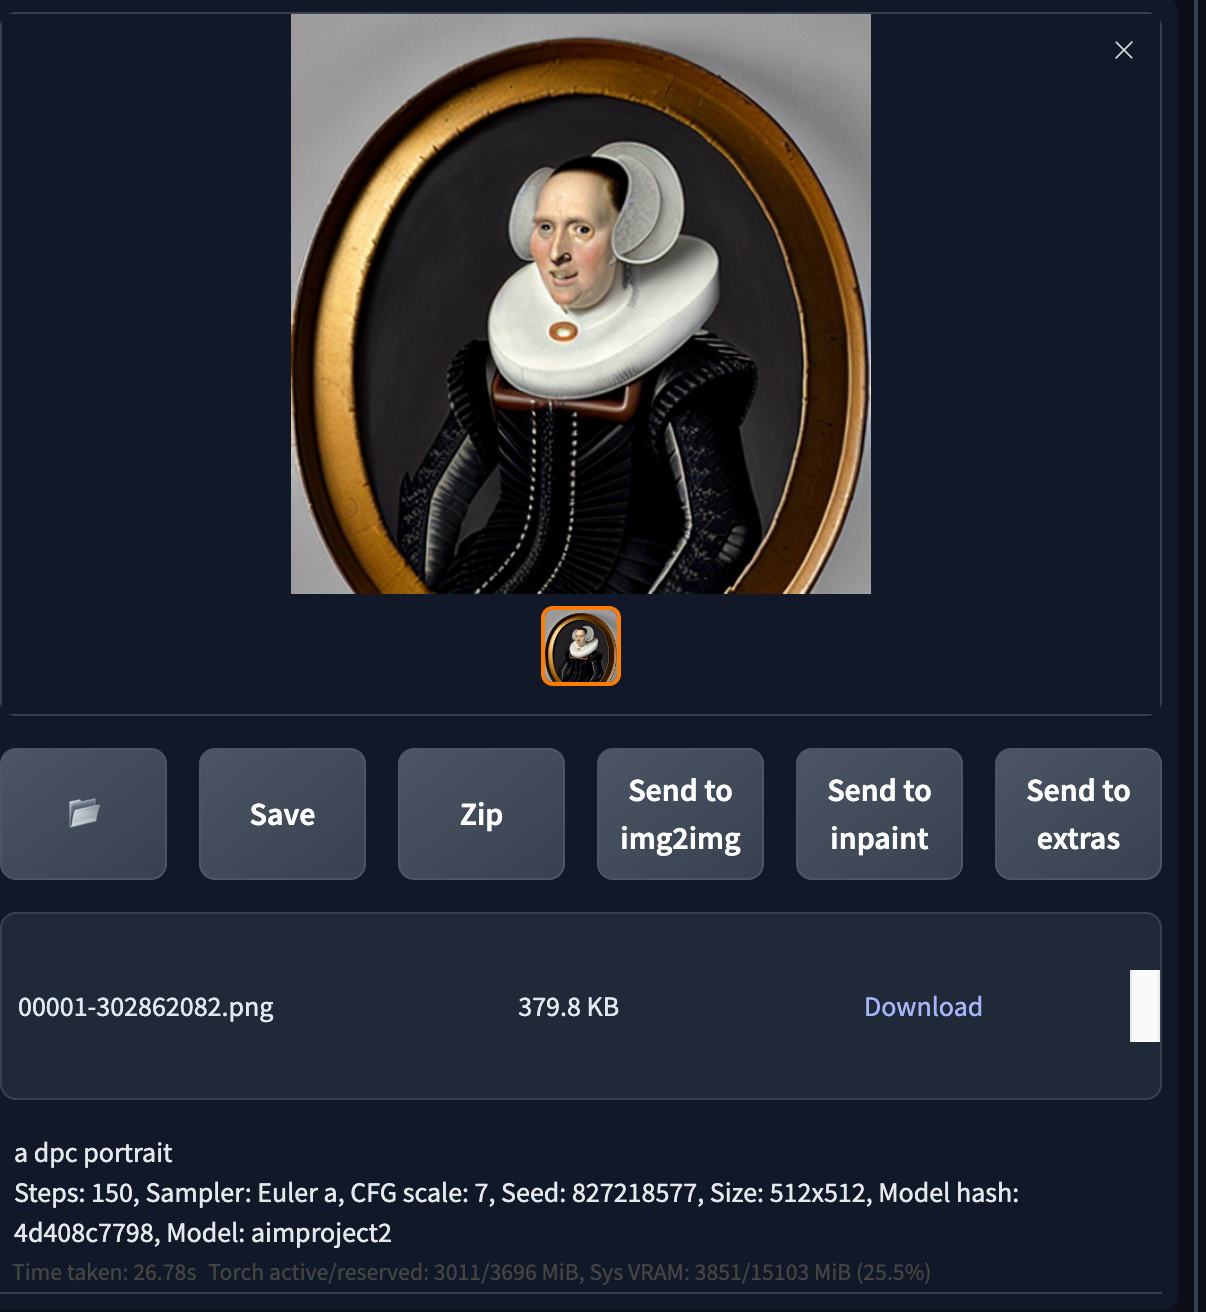 Save
Zip
Send to
img2img
Send to
inpaint
Send to
extras
00001-302862082.png 379.8 KB Download
a dpc portrait
Steps: 150, Sampler: Euler a, CFG scale: 7, Seed: 827218577, Size: 512x512, Model hash:
4d408c7798, Model: aimproject2
Time taken: 26.78s Torch active/reserved: 3011/3696 MiB, Sys VRAM: 3851/15103 MiB (25.5%)